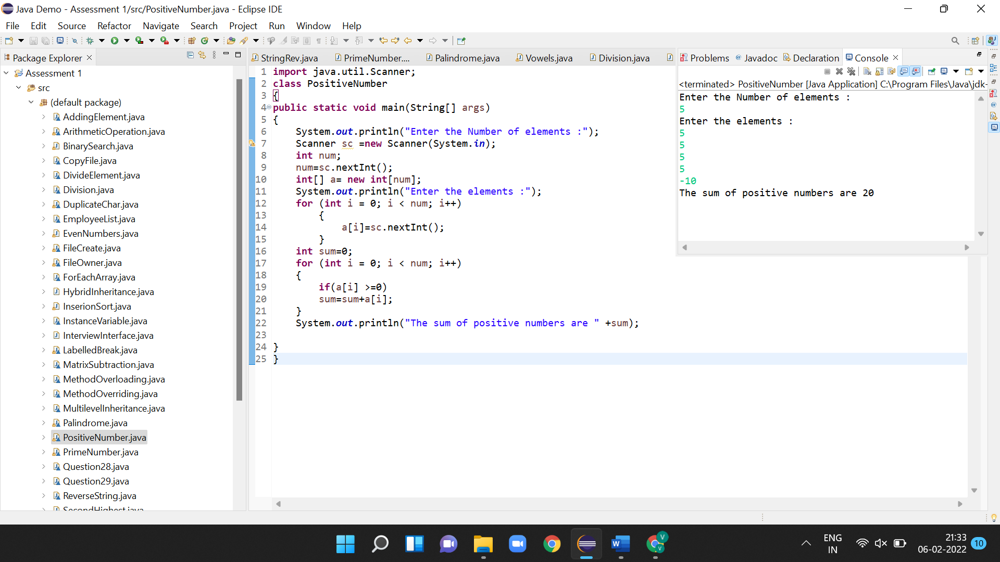 Java Demo - Assessment 1/src/PositiveNumber.java - Eclipse IDE
File Edit Source Refactor Navigate Search Project Run Window Help
Package Explorer
Assessment 1
src
(default package)
AddingElement.java
ArithmeticOperation.java
BinarySearch.java
CopyFile.java
DivideElement.java
Division.java
DuplicateChar.java
EmployeeList.java
EvenNumbers.java
FileCreate.java
FileOwner.java
ForEachArray.java
HybridInheritance.java
InserionSort.java
InstanceVariable.java
InterviewInterface.java
LabelledBreak.java
MatrixSubtraction.java
MethodOverloading.java
MethodOverriding.java
MultilevelInheritance.java
Palindrome.java
PositiveNumber.java
PrimeNumber.java
Question28.java
Question29.java
ReverseString.java
SecondHighest.java
StringRev.java PrimeNumber.... Palindrome.java Vowels.java Division.java
1 import java.util.Scanner;
2 class PositiveNumber
3 {
4 public static void main(String[] args)
5 {
6 System.out.println("Enter the Number of elements :");
7 Scanner sc =new Scanner(System.in);
8 int num;
9 num=sc.nextInt();
10 int[] a= new int[num];
11 System.out.println("Enter the elements :");
12 for (int i = 0; i < num; i++)
13 {
14 a[i]=sc.nextInt();
15 }
16 int sum=0;
17 for (int i = 0; i < num; i++)
18 {
19 if(a[i] >=0)
20 sum=sum+a[i];
21 }
22 System.out.println("The sum of positive numbers are " +sum);
23
24 }
25 }
Problems Javadoc Declaration Console
<terminated> PositiveNumber [Java Application] C:\Program Files\Java\jdk-
Enter the Number of elements :
5
Enter the elements :
5
5
5
5
-10
The sum of positive numbers are 20
ENG
IN
21:33
06-02-2022
10